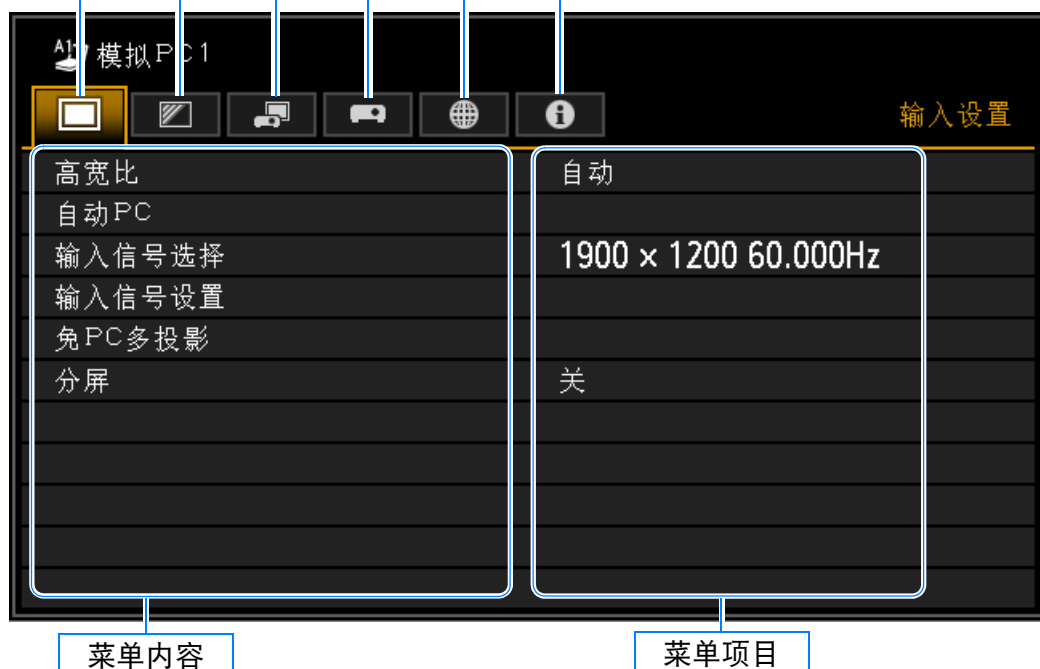 A1 模拟PC1
输入设置
高宽比 自动
自动PC
输入信号选择 1900 × 1200 60.000Hz
输入信号设置
免PC多投影
分屏 关
菜单内容 菜单项目